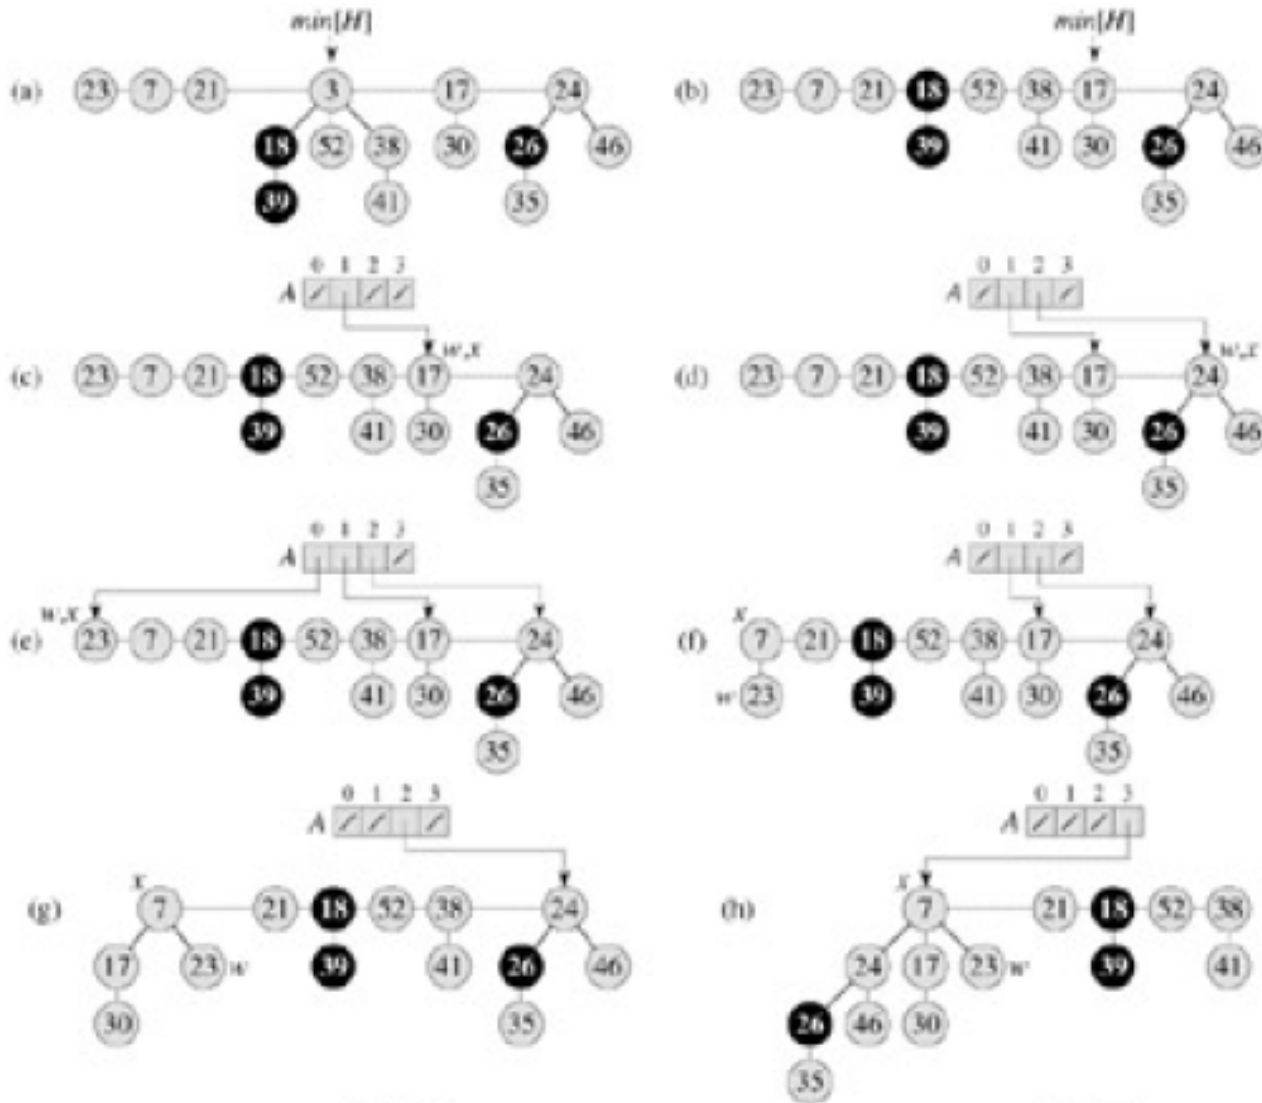 min[H] min[H]
(a) 23 7 21 3 17 24 (b) 23 7 21 18 52 38 17 24
18 52 38 30 26 46 39 41 30 26 46
39 41 35 35
0 1 2 3 0 1 2 3
A A
w,x w,x
(c) 23 7 21 18 52 38 17 24 (d) 23 7 21 18 52 38 17 24
39 41 30 26 46 39 41 30 26 46
35 35
0 1 2 3 0 1 2 3
A A
w,x x
(e) 23 7 21 18 52 38 17 24 (f) 7 21 18 52 38 17 24
39 41 30 26 46 w 23 39 41 30 26 46
35 35
0 1 2 3 0 1 2 3
A A
x x
(g) 7 21 18 52 38 24 (h) 7 21 18 52 38
17 23 w 39 41 26 46 24 17 23 w 39 41
30 35 26 46 30
35